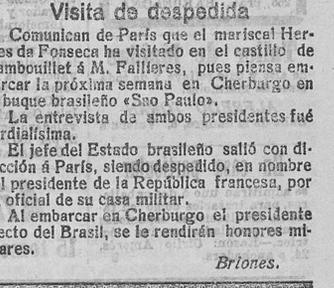 Visita de despedida
Comunican de París que el mariscal Her-
es da Fonseca ha visitado en el castillo de
ambouillet á M. Fallieres, pues piensa em-
rcar la próxima semana en Cherburgo en
buque brasileño «Sao Paulo».
La entrevista de ambos presidentes fué
rdialísima.
El jefe del Estado brasileño salió con di-
cción á París, siendo despedido, en nombre
l presidente de la República francesa, por
oficial de su casa militar.
Al embarcar en Cherburgo el presidente
ecto del Brasil, se le rendirán honores mi-
ares.
Briones.